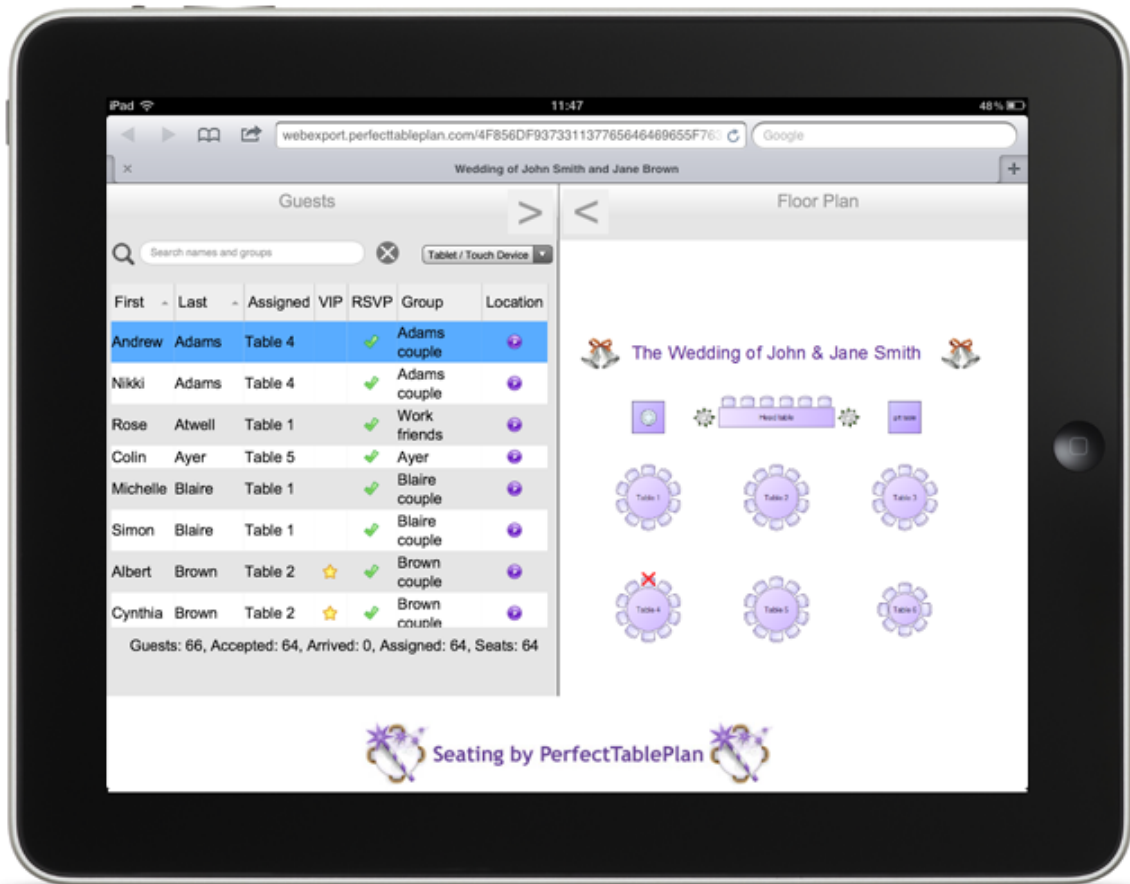 iPad
11:47
48%
webexport.perfecttableplan.com/4F856DF937331137765646469655F763
Google
Wedding of John Smith and Jane Brown
Guests
>
<
Floor Plan
Search names and groups
Tablet / Touch Device
First Last Assigned VIP RSVP Group Location
Andrew Adams Table 4 Adams couple
Nikki Adams Table 4 Adams couple
Rose Atwell Table 1 Work friends
Colin Ayer Table 5 Ayer
Michelle Blaire Table 1 Blaire couple
Simon Blaire Table 1 Blaire couple
Albert Brown Table 2 Brown couple
Cynthia Brown Table 2 Brown couple
Guests: 66, Accepted: 64, Arrived: 0, Assigned: 64, Seats: 64
The Wedding of John & Jane Smith
Head table
Table 1
Table 2
Table 3
Table 4
Table 5
Table 6
Seating by PerfectTablePlan